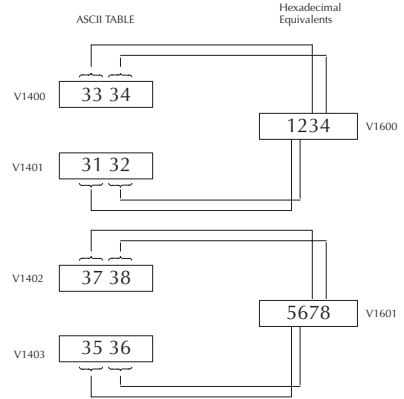 ASCII TABLE
Hexadecimal
Equivalents
V1400
33 34
1234
V1600
V1401
31 32
V1402
37 38
5678
V1601
V1403
35 36